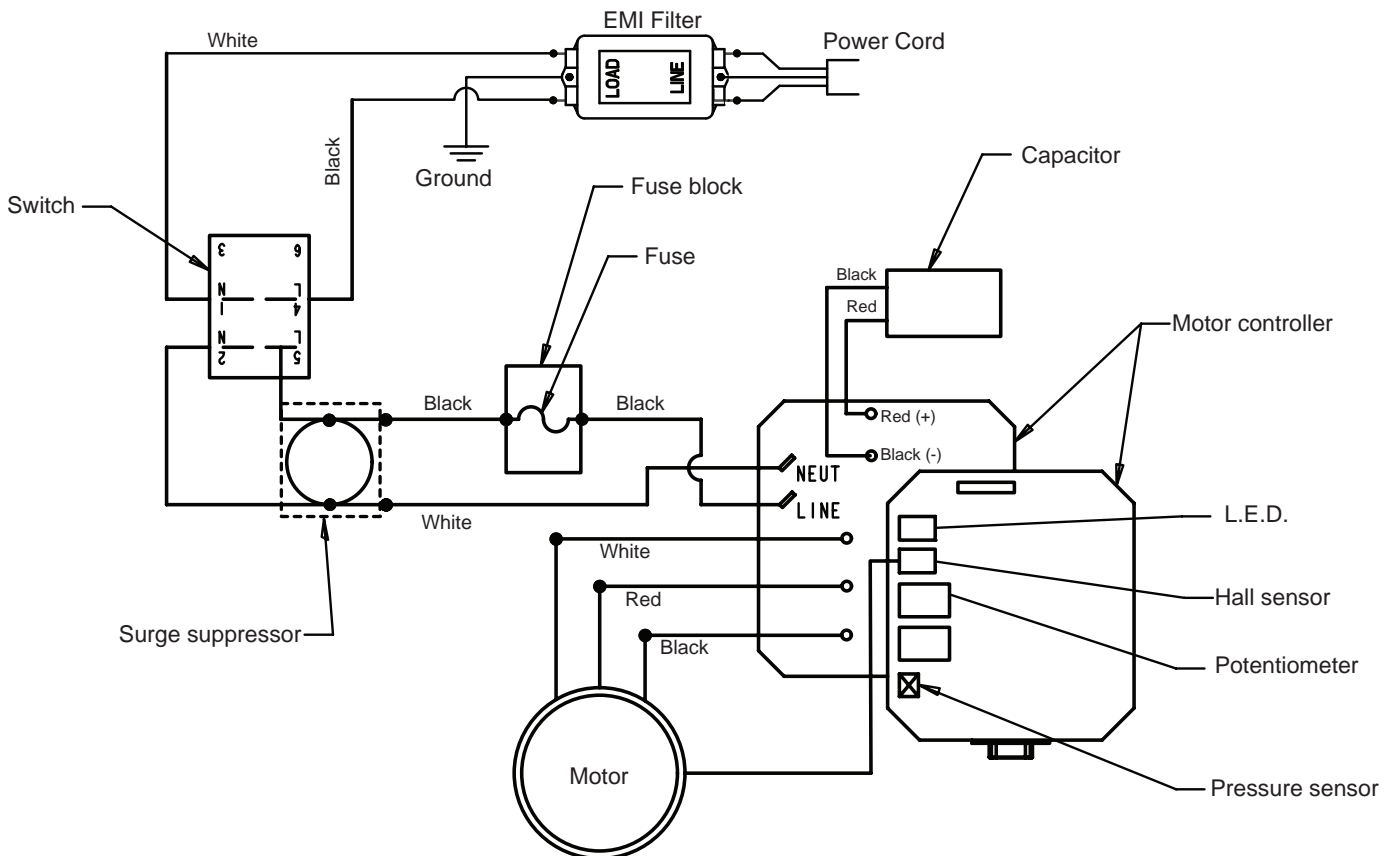 EMI Filter
White
Power Cord
LOAD
LINE
Black
Ground
Capacitor
Fuse block
Switch
Fuse
3
6
N
1
L
4
N
2
L
5
Black
Red
Motor controller
Black
Black
Red (+)
Black (-)
NEUT
LINE
White
L.E.D.
White
Red
Hall sensor
Surge suppressor
Black
Potentiometer
Motor
Pressure sensor